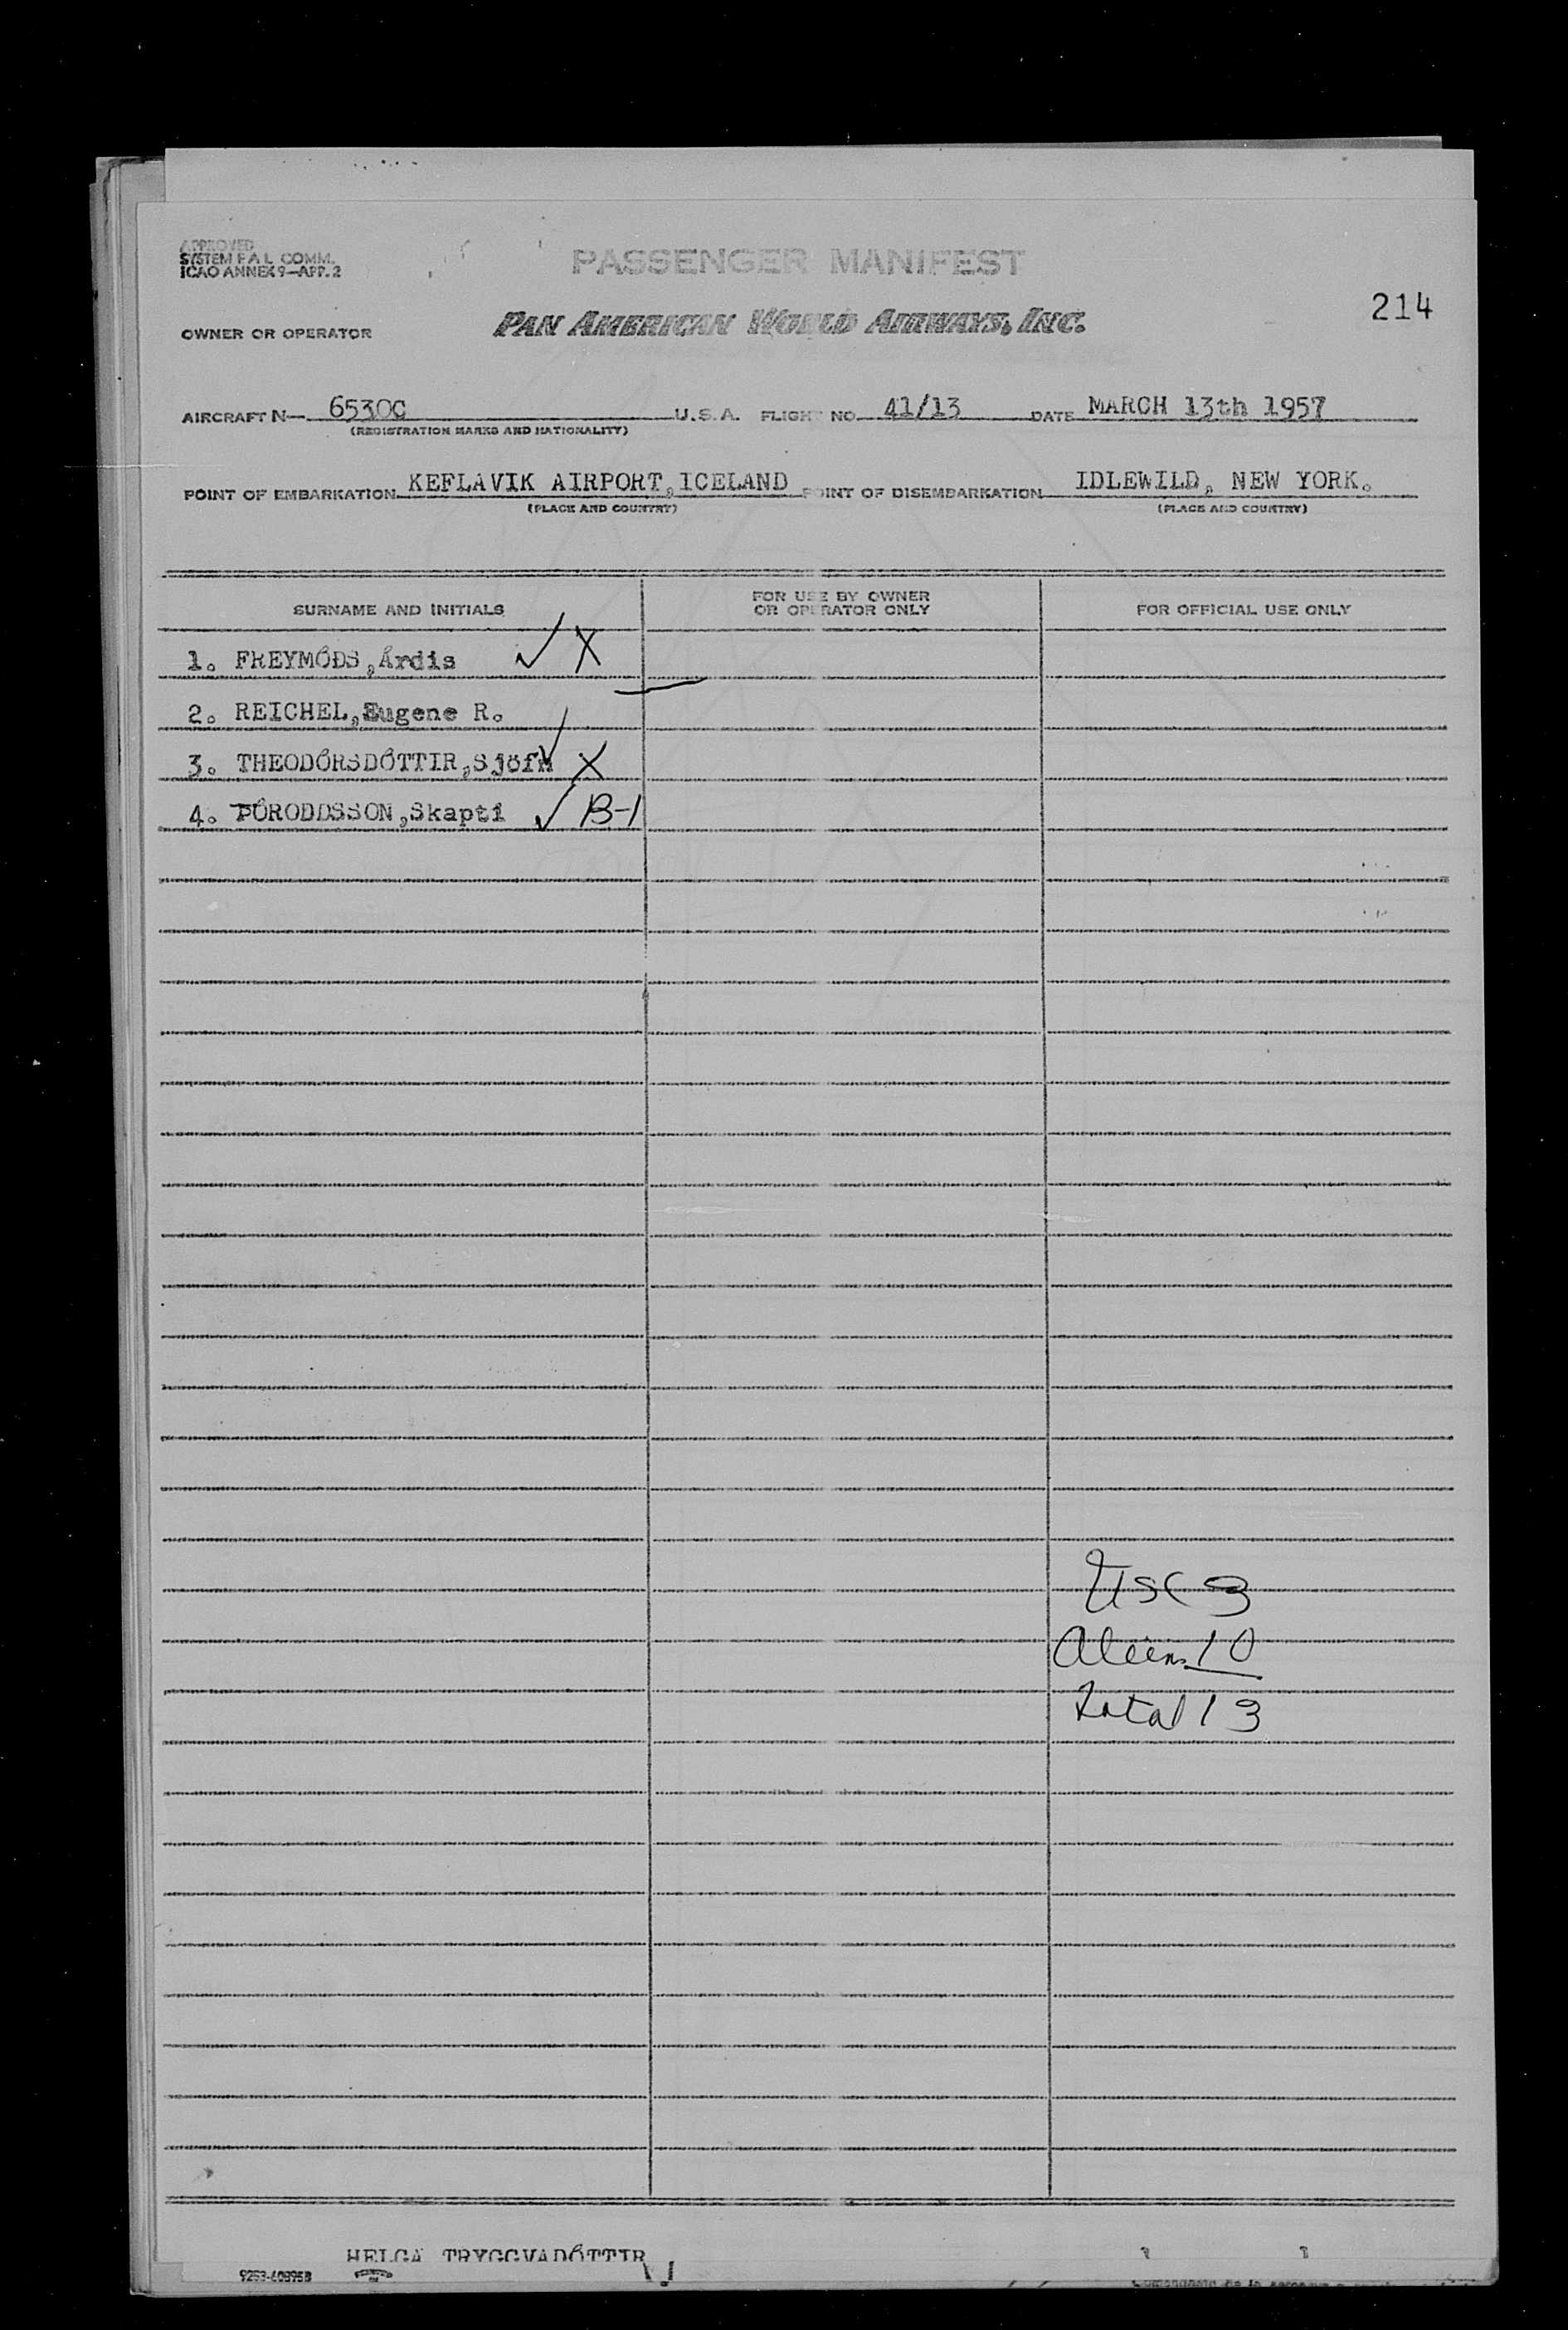 APPROVED
SYSTEM F A L COMM.
ICAO ANNEX 9—APP. 2
PASSENGER MANIFEST
214
OWNER OR OPERATOR PAN AMERICAN WORLD AIRWAYS, INC.
AIRCRAFT N— 6530C U.S.A. FLIGHT NO. 41/13 DATE MARCH 13th 1957
(REGISTRATION MARKS AND NATIONALITY)
POINT OF EMBARKATION KEFLAVIK AIRPORT, ICELAND POINT OF DISEMBARKATION IDLEWILD, NEW YORK.
(PLACE AND COUNTRY) (PLACE AND COUNTRY)
SURNAME AND INITIALS FOR USE BY OWNER OR OPERATOR ONLY FOR OFFICIAL USE ONLY
1. FREYMÓÐS, Árdis ✓ X
2. REICHEL, Eugene R.
3. THEODÓRSDÓTTIR, Sjöfn ✓ X
4. ÞÓRODDSSON, Skapti ✓ B-1
USC 3
Alien 10
Total 13
HELGA TRYGGVADÓTTIR